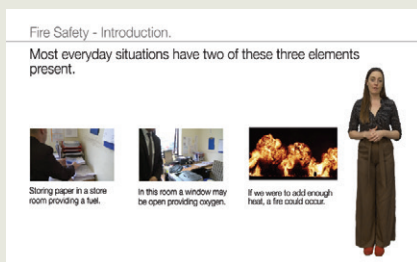 Fire Safety - Introduction.
Most everyday situations have two of these three elements
present.
Storing paper in a store
room providing a fuel.
In this room a window may
be open providing oxygen.
If we were to add enough
heat, a fire could occur.